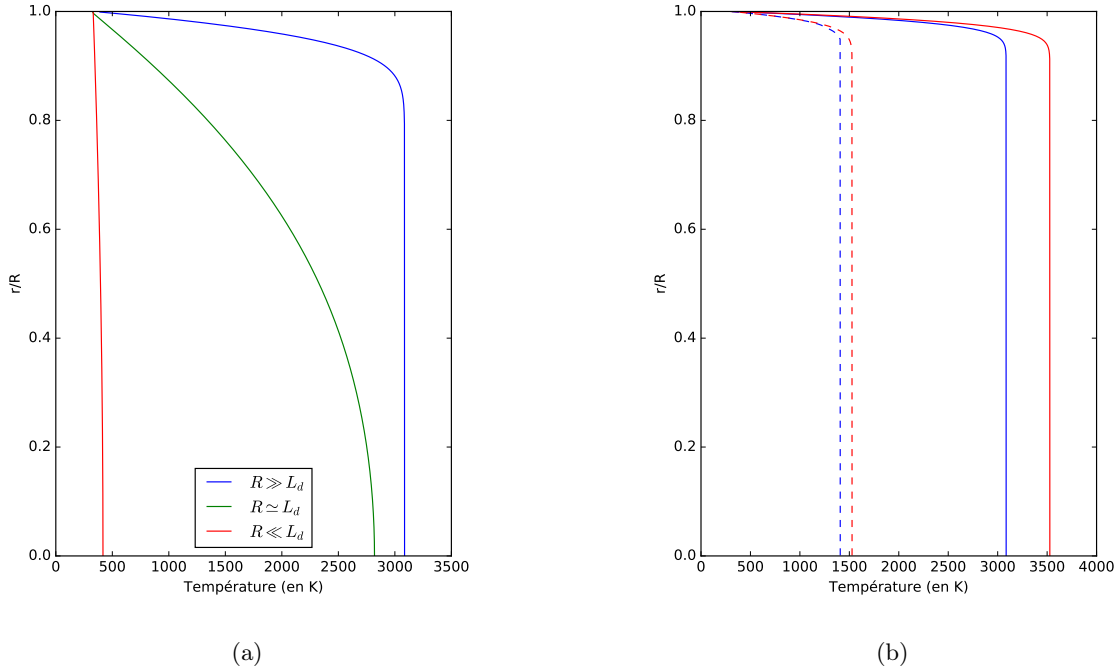 1.0
0.8
0.6
0.4
0.2
0.0
r/R
R ≫ L_d
R ≃ L_d
R ≪ L_d
0 500 1000 1500 2000 2500 3000 3500
Température (en K)
(a)
1.0
0.8
0.6
0.4
0.2
0.0
r/R
0 500 1000 1500 2000 2500 3000 3500 4000
Température (en K)
(b)